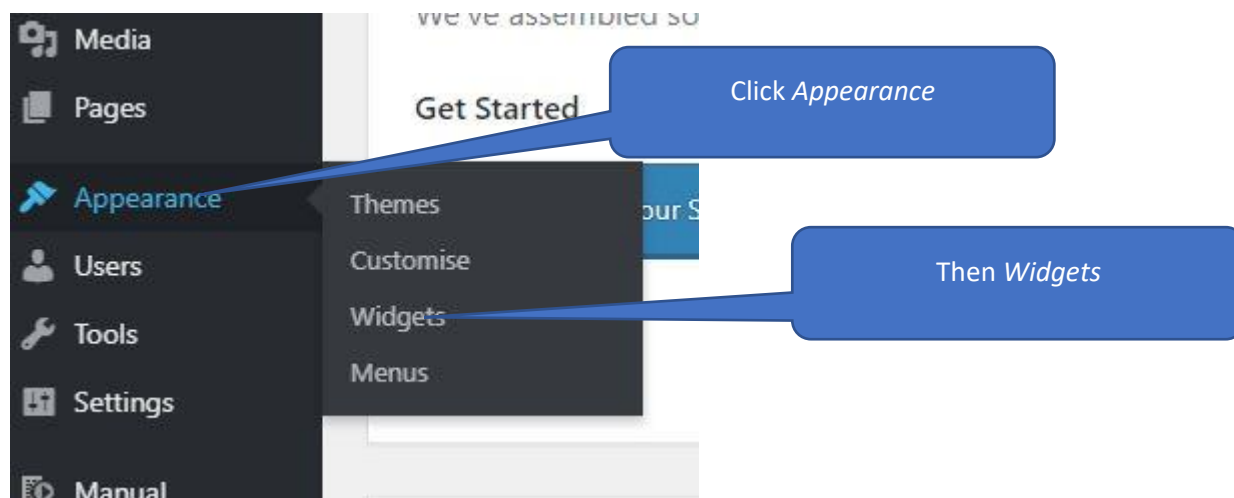 We've assembled so
Media
Pages
Get Started
Click Appearance
Appearance
Themes
our S
Users
Customise
Then Widgets
Widgets
Tools
Menus
Settings
Manual